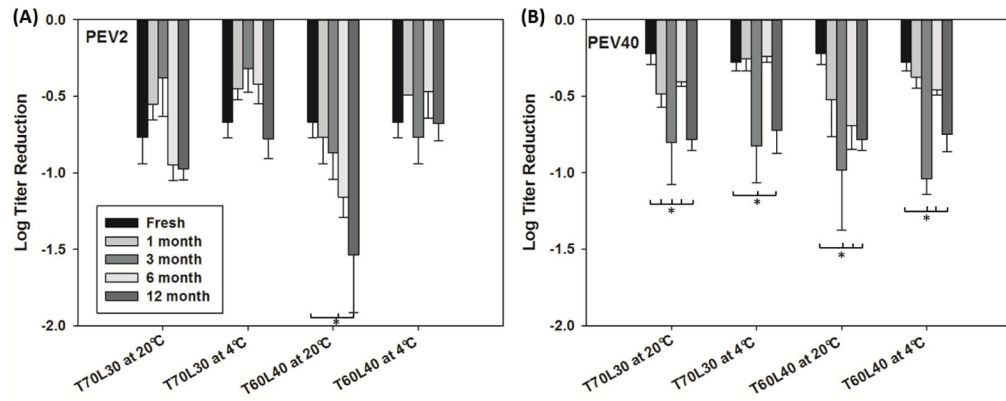 (A)
PEV2
Log Titer Reduction
0.0
-0.5
-1.0
-1.5
-2.0
Fresh
1 month
3 month
6 month
12 month
*
T70L30 at 20℃
T70L30 at 4℃
T60L40 at 20℃
T60L40 at 4℃
(B)
PEV40
Log Titer Reduction
0.0
-0.5
-1.0
-1.5
-2.0
*
*
*
*
T70L30 at 20℃
T70L30 at 4℃
T60L40 at 20℃
T60L40 at 4℃